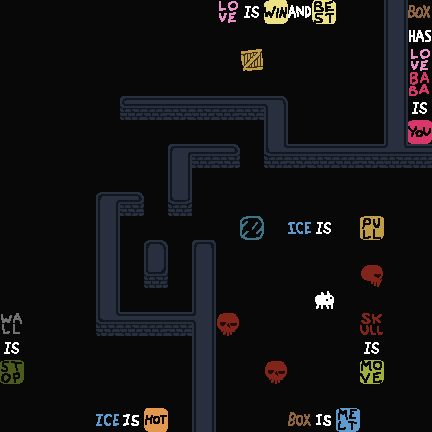 LOVE IS WIN AND BEST
BOX HAS LOVE
BABA IS YOU
ICE IS PULL
WALL IS STOP
SKULL IS MOVE
ICE IS HOT
BOX IS MELT